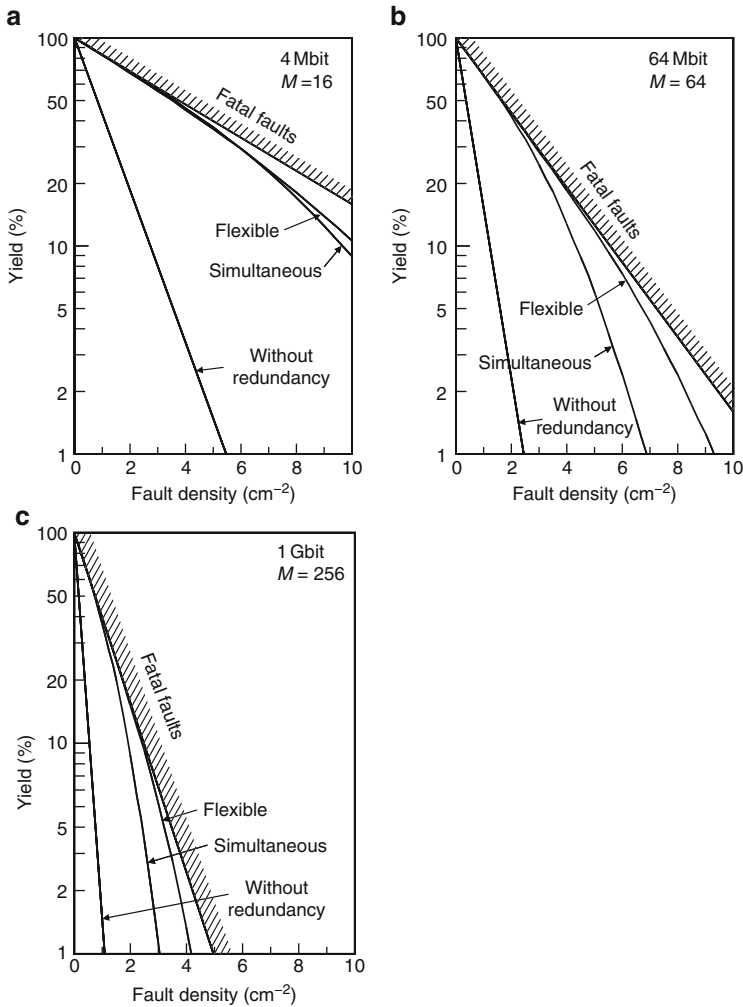 a
4 Mbit
M =16
100
50
20
10
5
2
1
Yield (%)
Fatal faults
Flexible
Simultaneous
Without
redundancy
0 2 4 6 8 10
Fault density (cm⁻²)
b
64 Mbit
M = 64
100
50
20
10
5
2
1
Yield (%)
Fatal faults
Flexible
Simultaneous
Without
redundancy
0 2 4 6 8 10
Fault density (cm⁻²)
c
1 Gbit
M = 256
100
50
20
10
5
2
1
Yield (%)
Fatal faults
Flexible
Simultaneous
Without
redundancy
0 2 4 6 8 10
Fault density (cm⁻²)